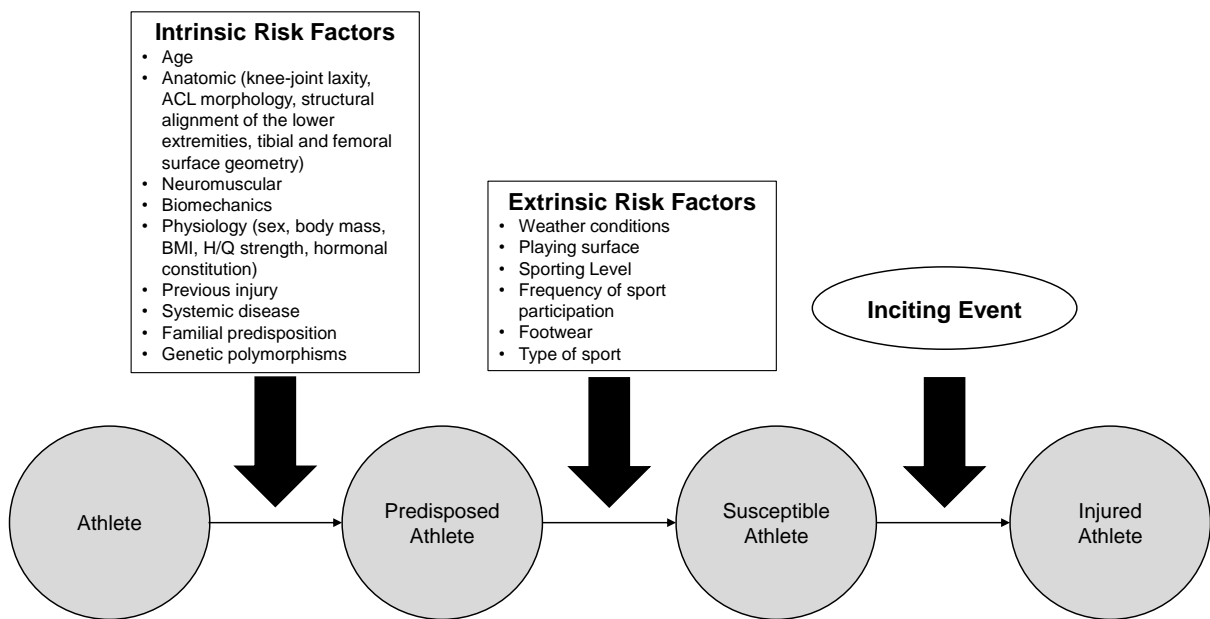 Intrinsic Risk Factors
• Age
• Anatomic (knee-joint laxity,
ACL morphology, structural
alignment of the lower
extremities, tibial and femoral
surface geometry)
• Neuromuscular
• Biomechanics
• Physiology (sex, body mass,
BMI, H/Q strength, hormonal
constitution)
• Previous injury
• Systemic disease
• Familial predisposition
• Genetic polymorphisms
Extrinsic Risk Factors
• Weather conditions
• Playing surface
• Sporting Level
• Frequency of sport
participation
• Footwear
• Type of sport
Inciting Event
Athlete
Predisposed
Athlete
Susceptible
Athlete
Injured
Athlete